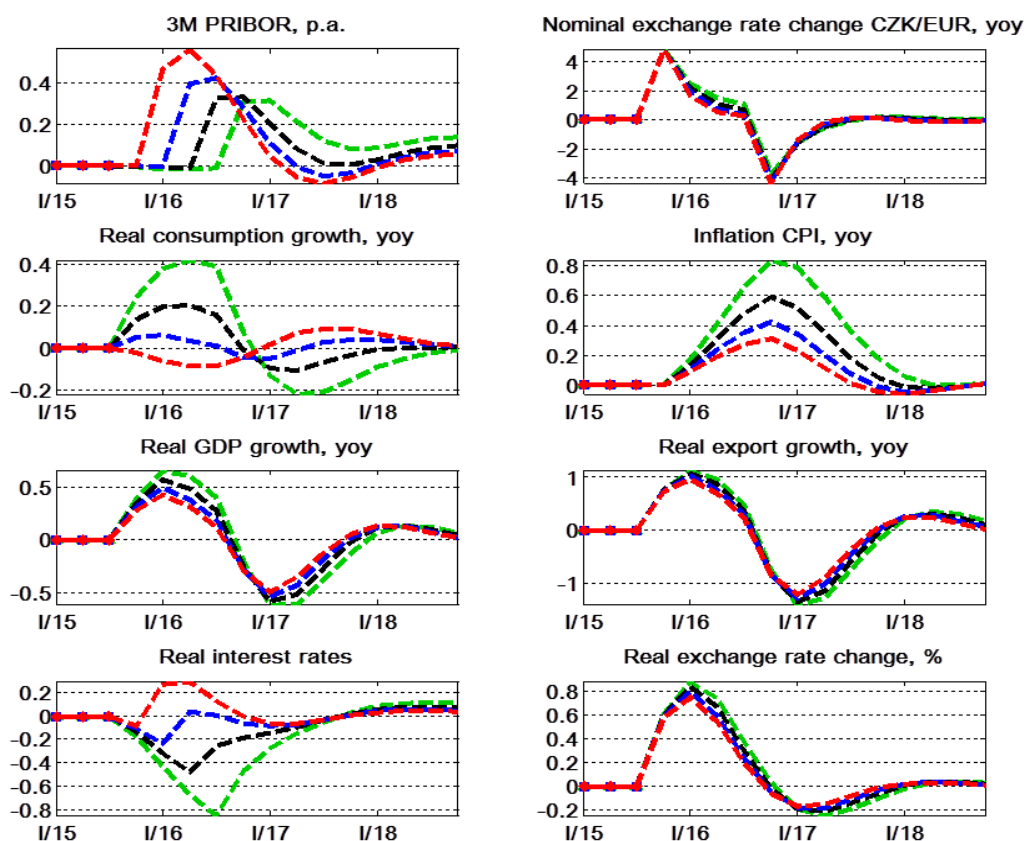 3M PRIBOR, p.a.
0.4
0.2
0
I/15 I/16 I/17 I/18
Nominal exchange rate change CZK/EUR, yoy
4
2
0
-2
-4
I/15 I/16 I/17 I/18
Real consumption growth, yoy
0.4
0.2
0
-0.2
I/15 I/16 I/17 I/18
Inflation CPI, yoy
0.8
0.6
0.4
0.2
0
I/15 I/16 I/17 I/18
Real GDP growth, yoy
0.5
0
-0.5
I/15 I/16 I/17 I/18
Real export growth, yoy
1
0
-1
I/15 I/16 I/17 I/18
Real interest rates
0.2
0
-0.2
-0.4
-0.6
-0.8
I/15 I/16 I/17 I/18
Real exchange rate change, %
0.8
0.6
0.4
0.2
0
-0.2
I/15 I/16 I/17 I/18